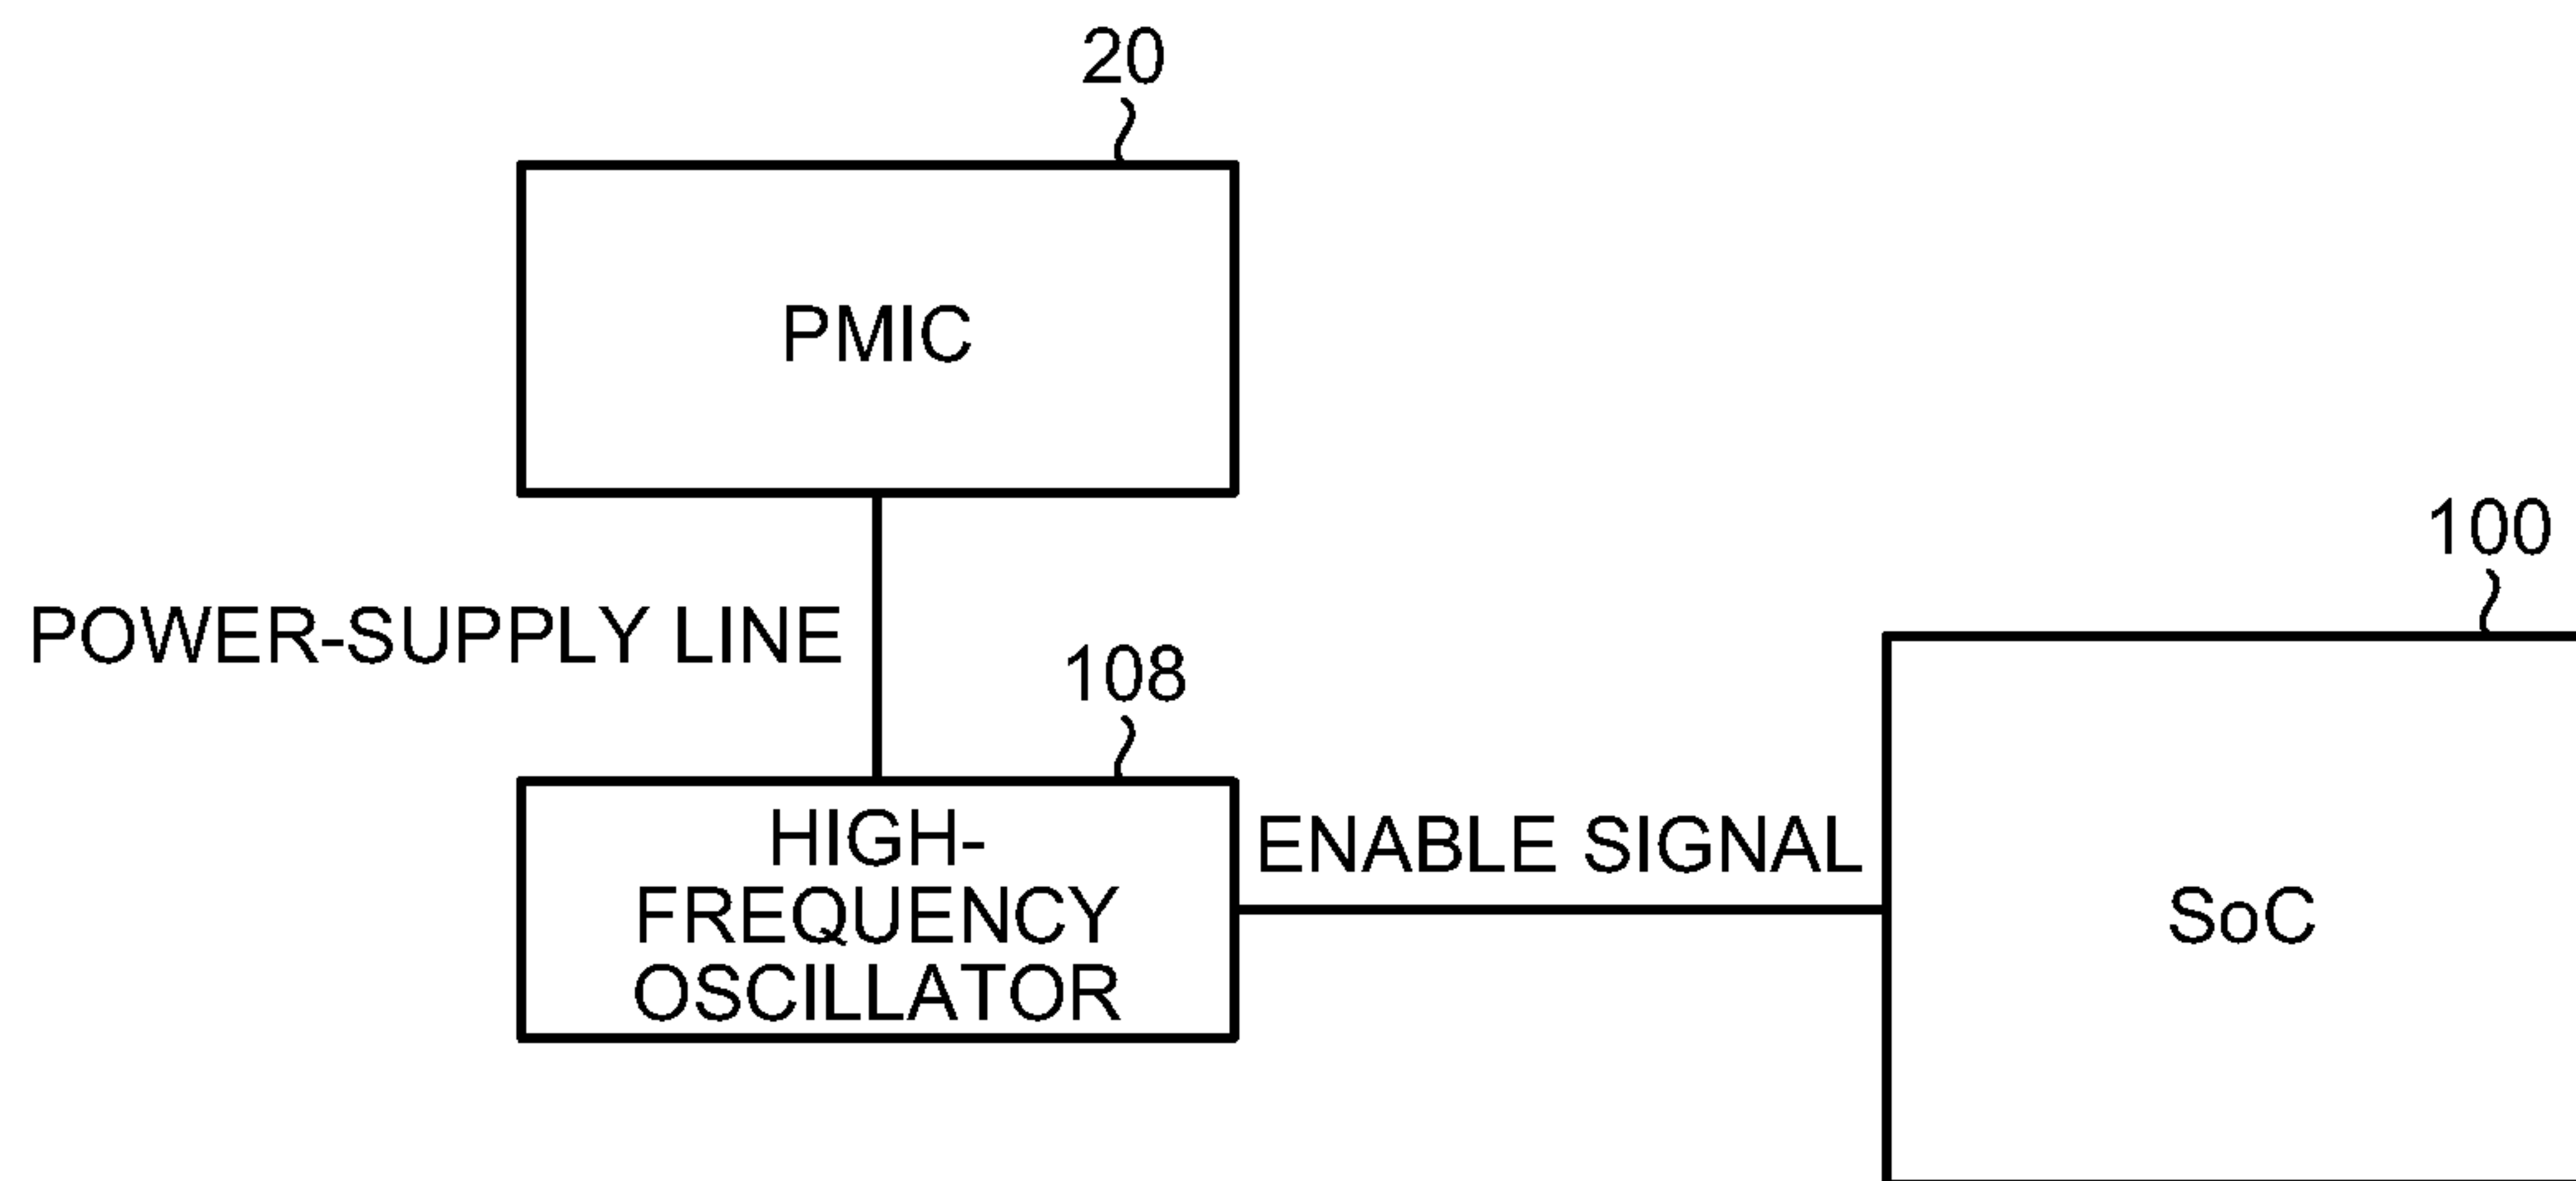 20
PMIC
100
POWER-SUPPLY LINE
108
HIGH-
FREQUENCY
OSCILLATOR
ENABLE SIGNAL
SoC